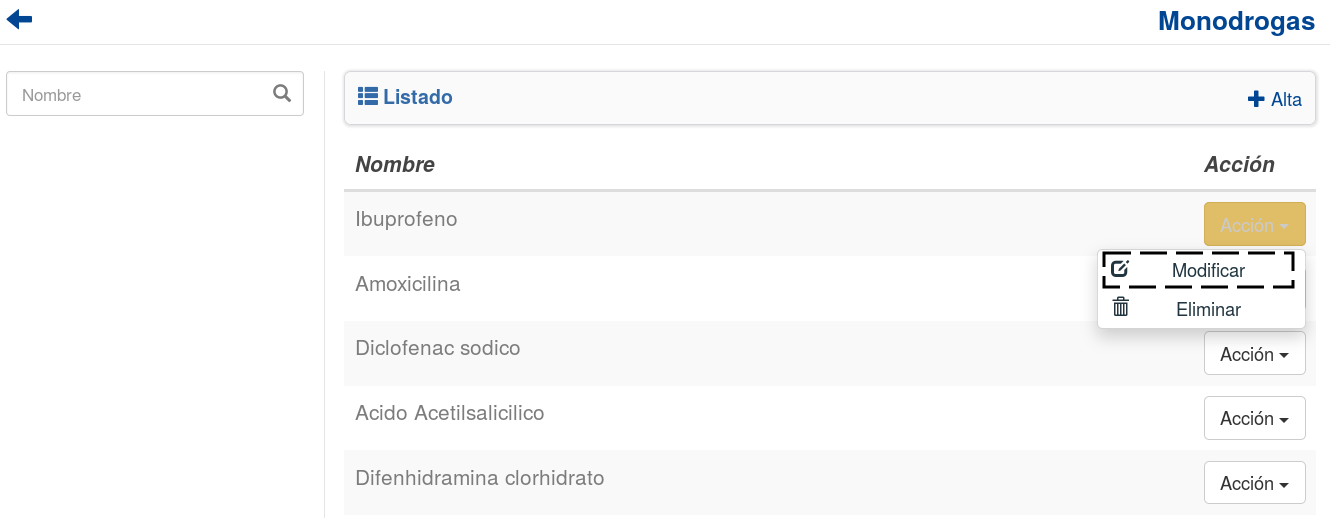 Monodrogas
Nombre
Listado
Alta
Nombre Acción
Ibuprofeno Acción
Modificar
Amoxicilina
Eliminar
Diclofenac sodico Acción
Acido Acetilsalicilico Acción
Difenhidramina clorhidrato Acción